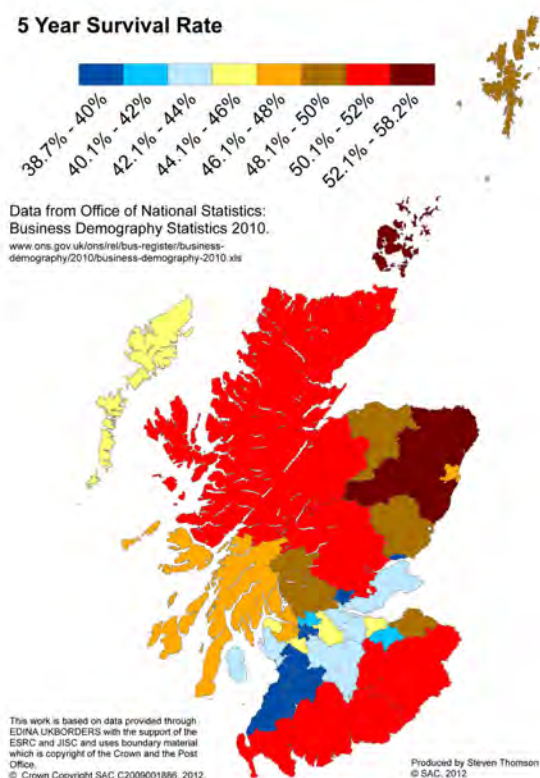 5 Year Survival Rate
38.7% - 40%
40.1% - 42%
42.1% - 44%
44.1% - 46%
46.1% - 48%
48.1% - 50%
50.1% - 52%
52.1% - 58.2%
Data from Office of National Statistics:
Business Demography Statistics 2010.
www.ons.gov.uk/ons/rel/bus-register/business-
demography/2010/business-demography-2010.xls
This work is based on data provided through
EDINA UKBORDERS with the support of the
ESRC and JISC and uses boundary material
which is copyright of the Crown and the Post
Office.
© Crown Copyright SAC C2009001886, 2012.
Produced by Steven Thomson
© SAC, 2012